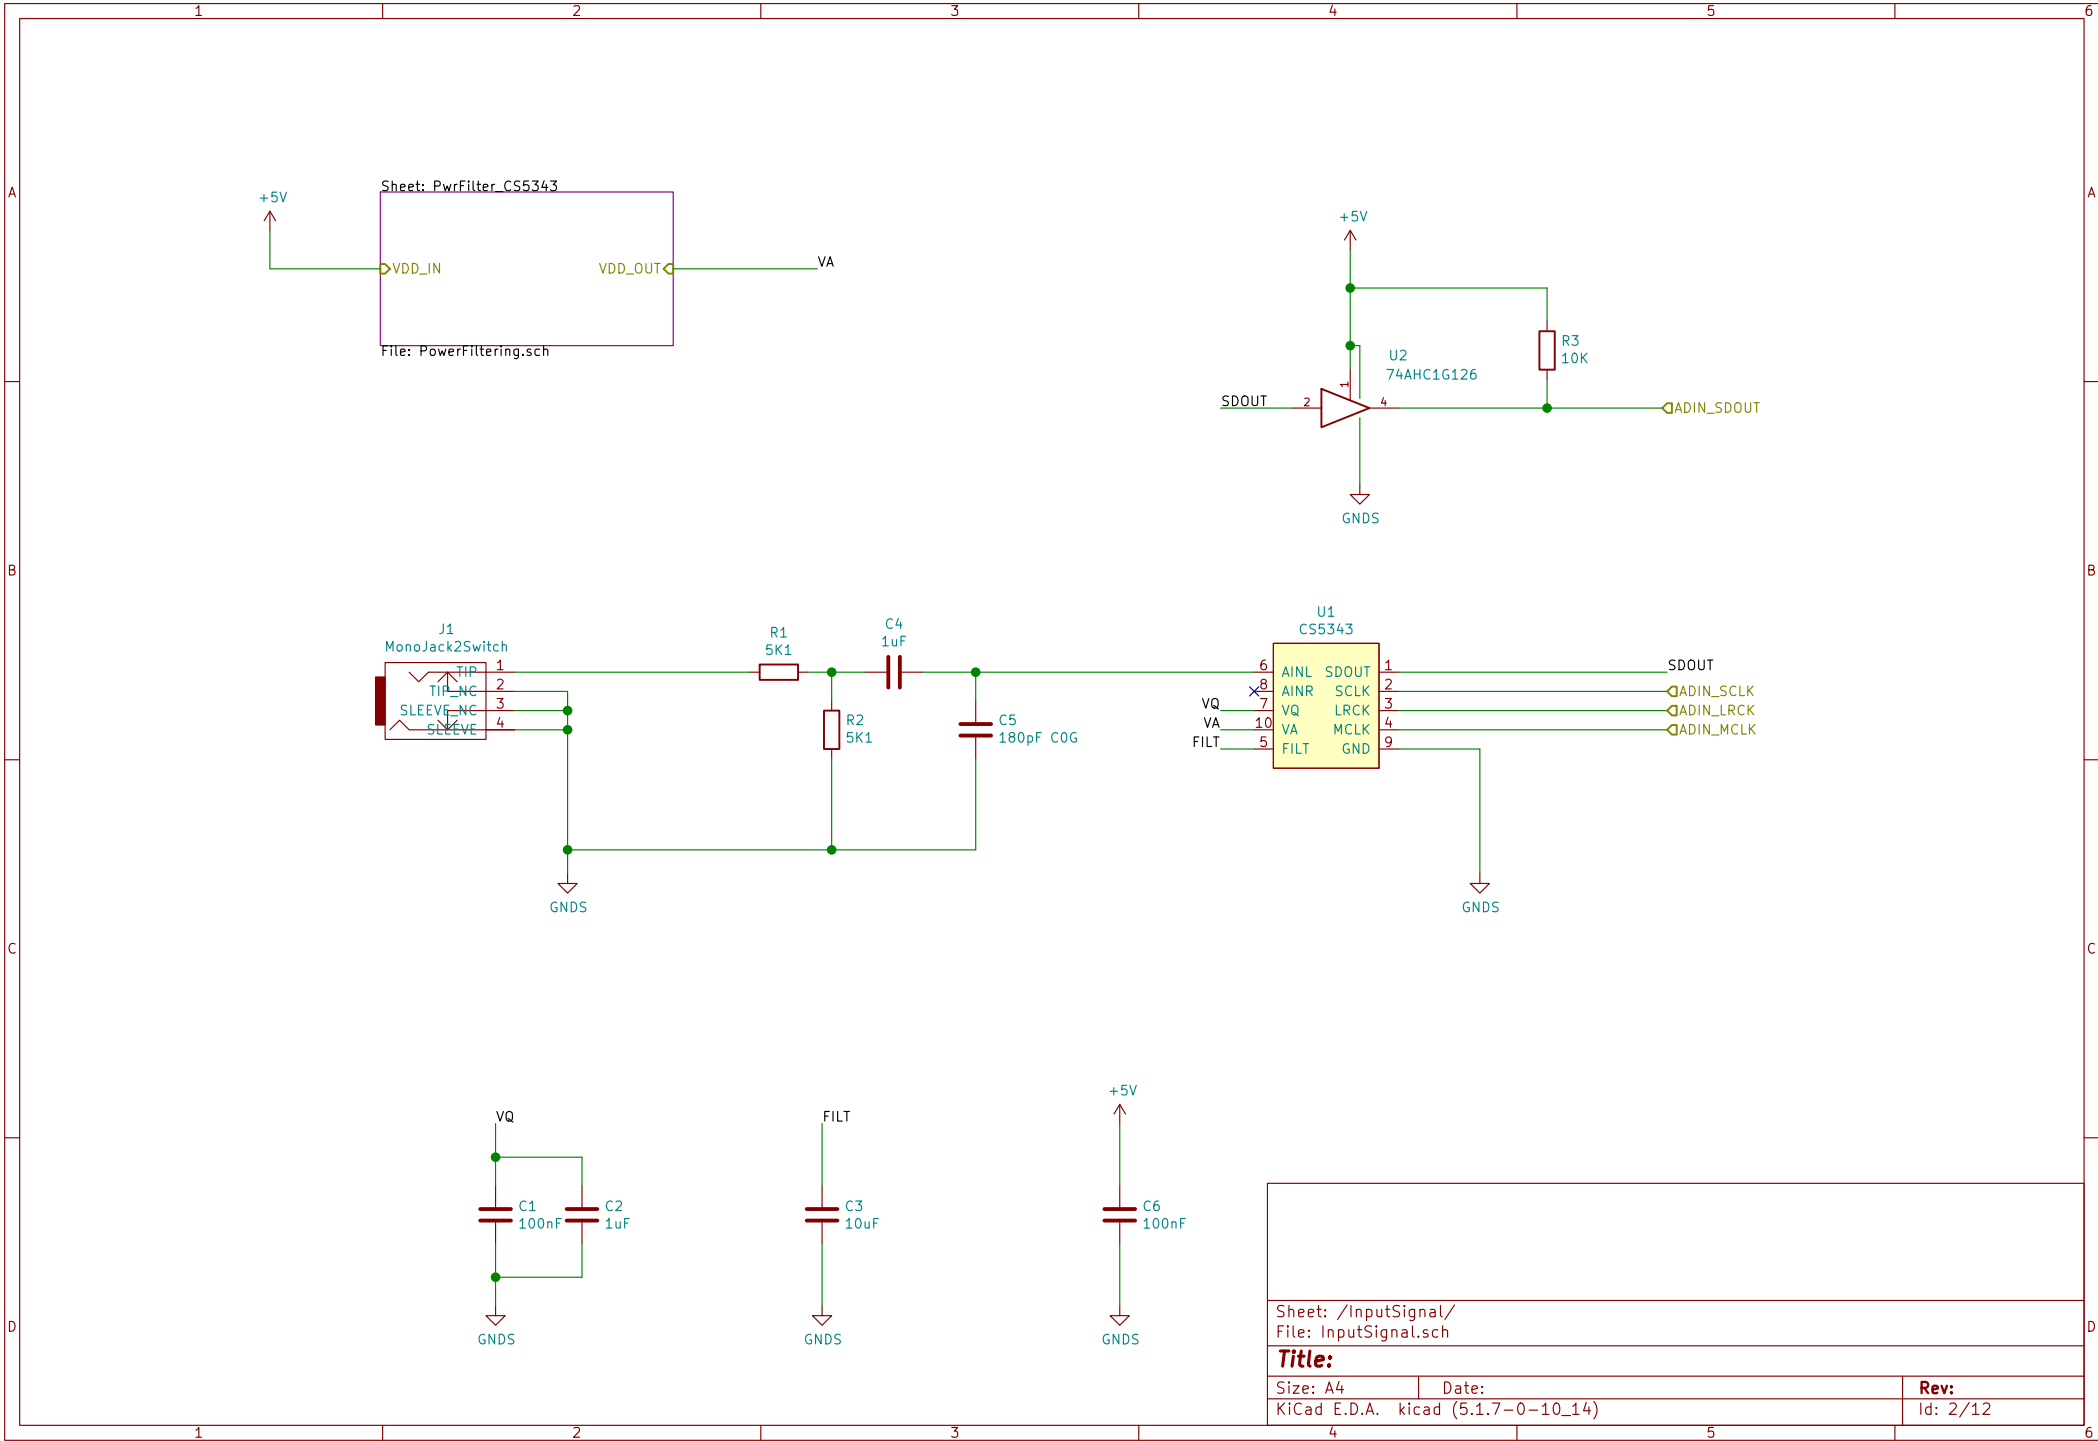 1 2 3 4 5 6
A A
Sheet: PwrFilter_CS5343
+5V
VDD_IN VDD_OUT
VA
File: PowerFiltering.sch
+5V
R3
10K
U2
74AHC1G126
1
SDOUT 2 4 ADIN_SDOUT
GNDS
B B
J1
MonoJack2Switch
TIP 1
TIP_NC 2
SLEEVE_NC 3
SLEEVE 4
R1
5K1
C4
1uF
R2
5K1
C5
180pF C0G
GNDS
U1
CS5343
6 AINL SDOUT 1 SDOUT
8 AINR SCLK 2 ADIN_SCLK
VQ 7 VQ LRCK 3 ADIN_LRCK
VA 10 VA MCLK 4 ADIN_MCLK
FILT 5 FILT GND 9
GNDS
C C
VQ
C1
100nF
C2
1uF
GNDS
FILT
C3
10uF
GNDS
+5V
C6
100nF
GNDS
D D
Sheet: /InputSignal/
File: InputSignal.sch
Title:
Size: A4 Date: Rev:
KiCad E.D.A. kicad (5.1.7-0-10_14) Id: 2/12
1 2 3 4 5 6